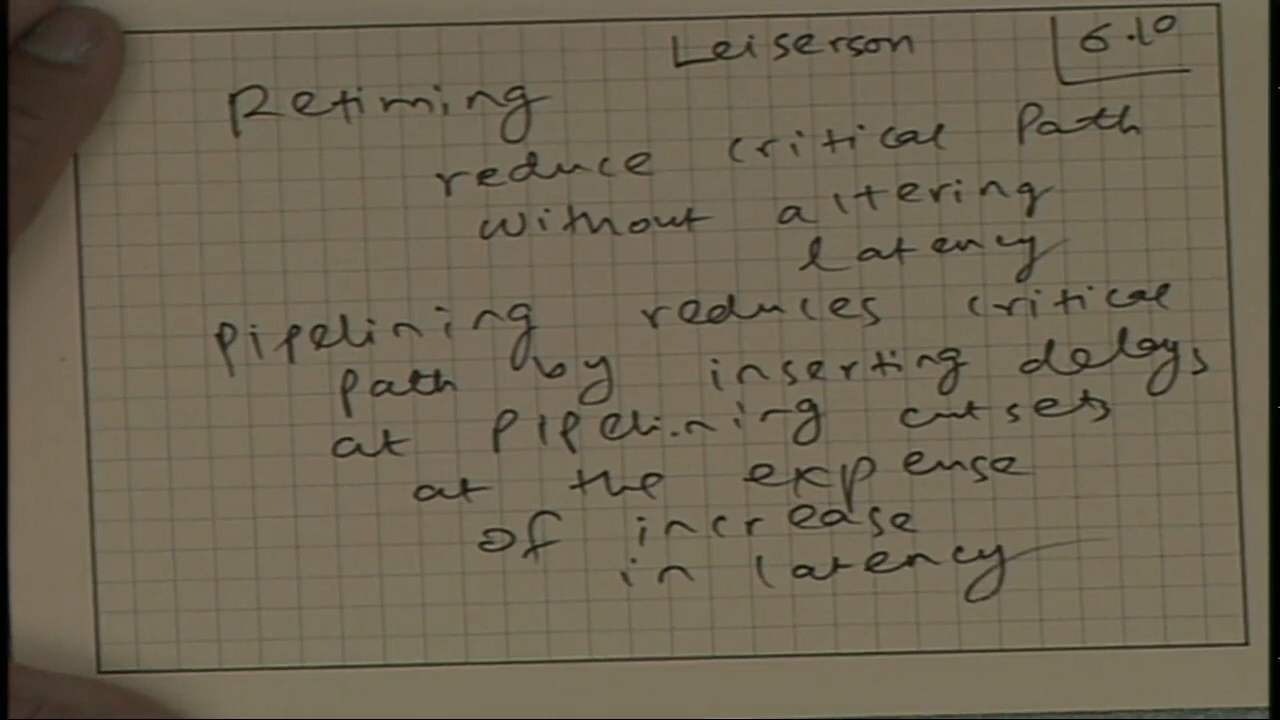 Leiserson 6.10
Retiming
reduce critical Path
without altering
latency
Pipelining reduces critical
path by inserting delays
at pipelining cutsets
at the expense
of increase
in latency